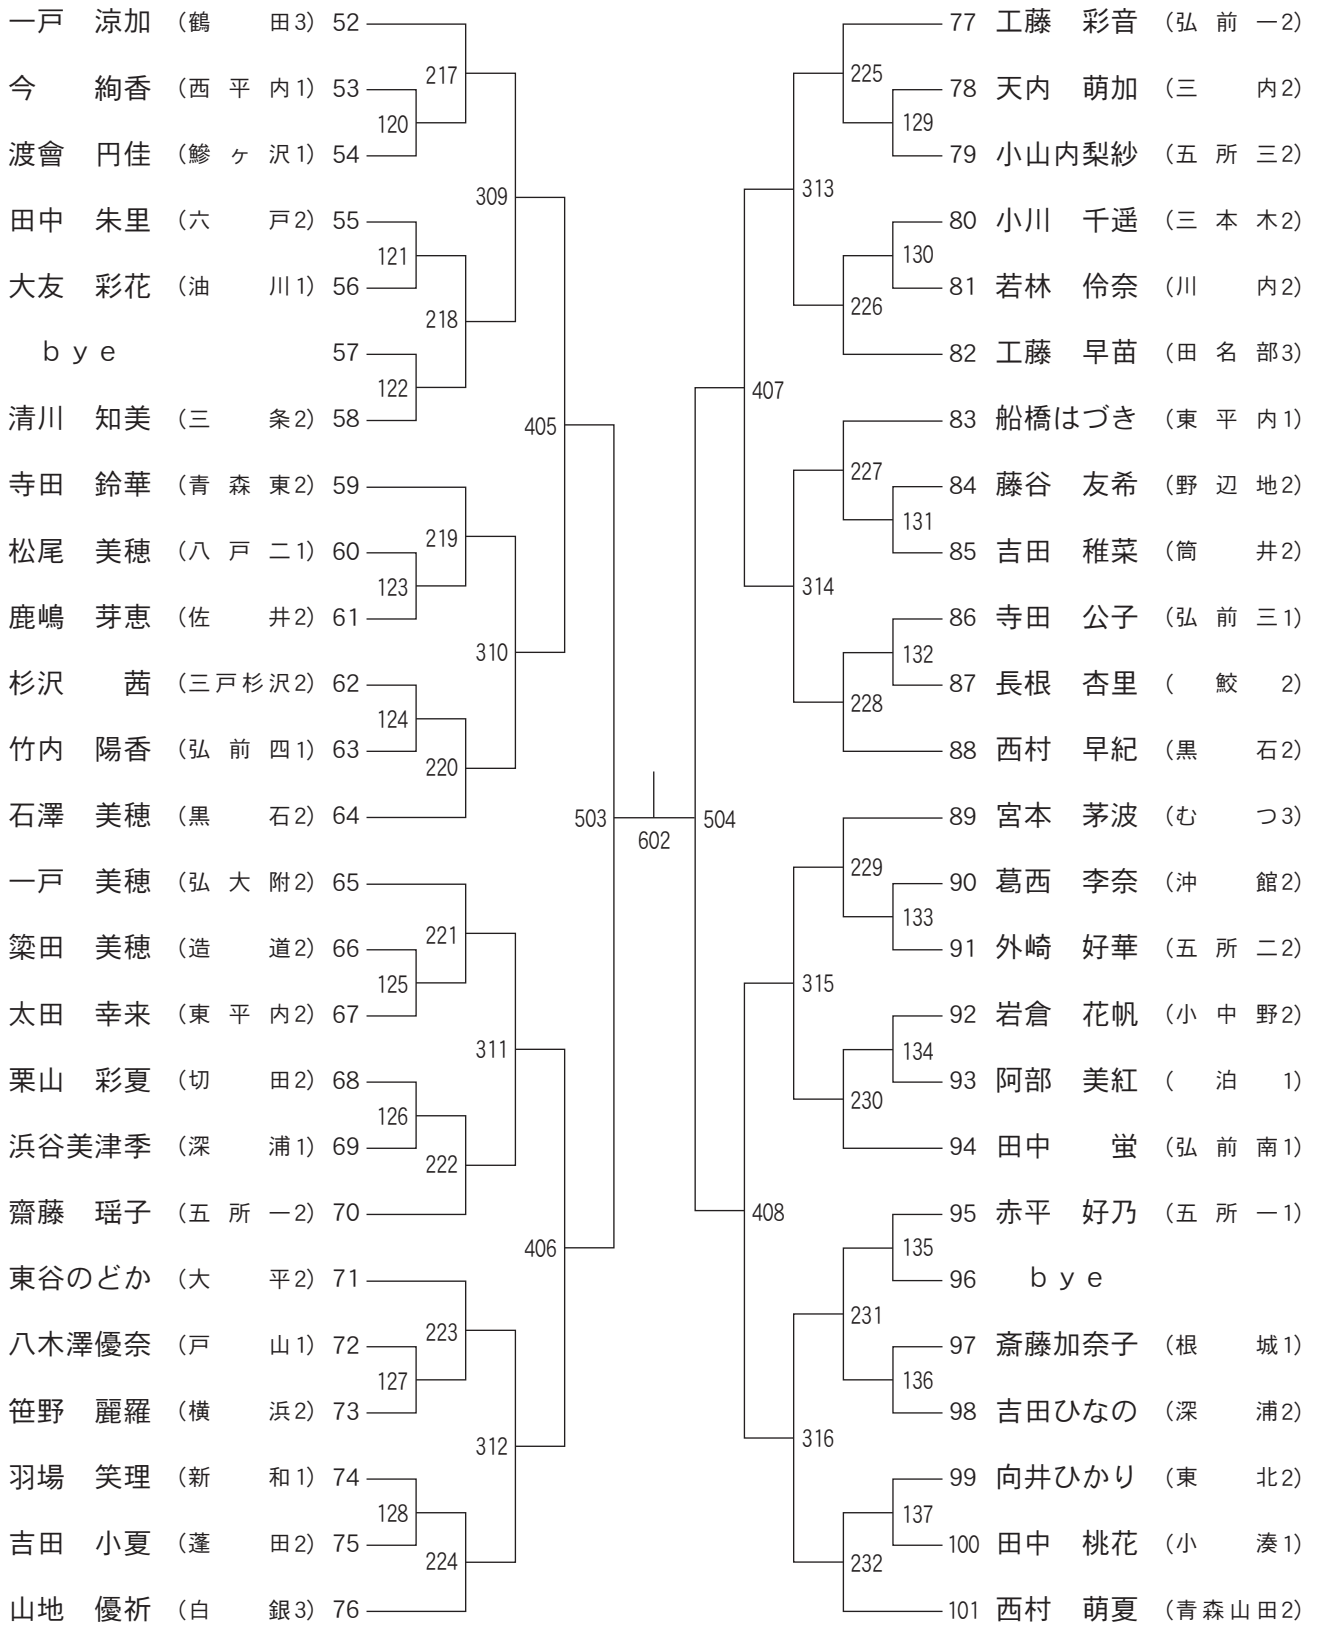 一戸 涼加 (鶴田3) 52
今 絢香 (西平内1) 53
渡會 円佳 (鰺ヶ沢1) 54
田中 朱里 (六戸2) 55
大友 彩花 (油川1) 56
bye 57
清川 知美 (三条2) 58
寺田 鈴華 (青森東2) 59
松尾 美穂 (八戸二1) 60
鹿嶋 芽恵 (佐井2) 61
杉沢 茜 (三戸杉沢2) 62
竹内 陽香 (弘前四1) 63
石澤 美穂 (黒石2) 64
一戸 美穂 (弘大附2) 65
簗田 美穂 (造道2) 66
太田 幸来 (東平内2) 67
栗山 彩夏 (切田2) 68
浜谷美津季 (深浦1) 69
齋藤 瑶子 (五所一2) 70
東谷のどか (大平2) 71
八木澤優奈 (戸山1) 72
笹野 麗羅 (横浜2) 73
羽場 笑理 (新和1) 74
吉田 小夏 (蓬田2) 75
山地 優祈 (白銀3) 76
120
121
122
123
124
125
126
127
128
217
218
219
220
221
222
223
224
309
310
311
312
405
406
503
602
504
407
408
313
314
315
316
225
226
227
228
229
230
231
232
129
130
131
132
133
134
135
136
137
77 工藤 彩音 (弘前一2)
78 天内 萌加 (三内2)
79 小山内梨紗 (五所三2)
80 小川 千遥 (三本木2)
81 若林 伶奈 (川内2)
82 工藤 早苗 (田名部3)
83 船橋はづき (東平内1)
84 藤谷 友希 (野辺地2)
85 吉田 稚菜 (筒井2)
86 寺田 公子 (弘前三1)
87 長根 杏里 (鮫2)
88 西村 早紀 (黒石2)
89 宮本 茅波 (むつ3)
90 葛西 李奈 (沖館2)
91 外崎 好華 (五所二2)
92 岩倉 花帆 (小中野2)
93 阿部 美紅 (泊1)
94 田中 蛍 (弘前南1)
95 赤平 好乃 (五所一1)
96 bye
97 斎藤加奈子 (根城1)
98 吉田ひなの (深浦2)
99 向井ひかり (東北2)
100 田中 桃花 (小湊1)
101 西村 萌夏 (青森山田2)